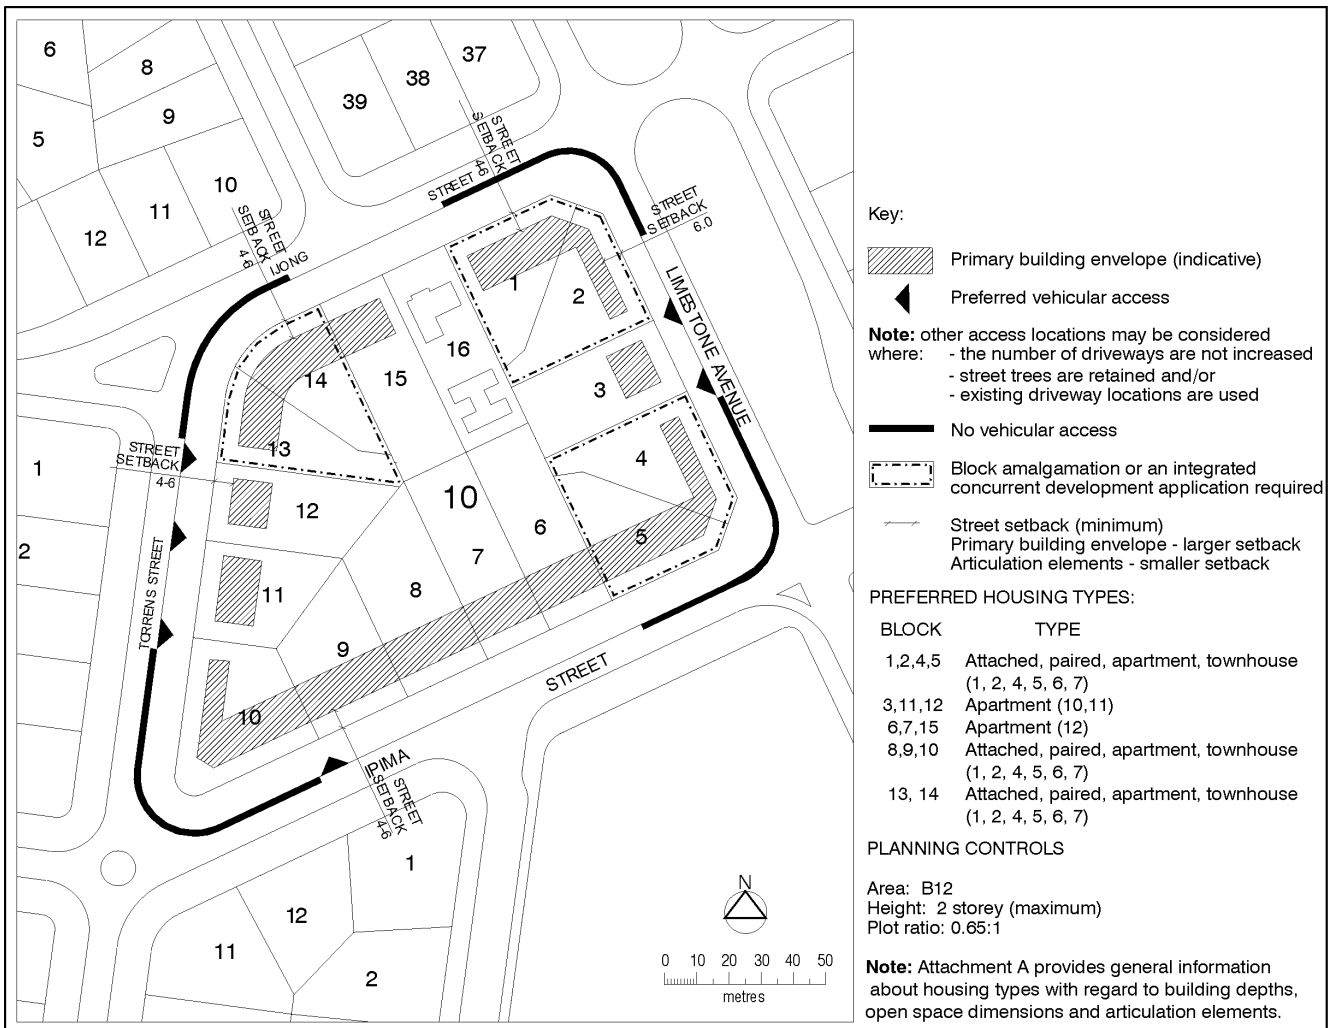 6
8
9
5
10
11
12
39
38
37
STREET
SETBACK
4-6
STREET
SETBACK
4-6
STREET
IJONG
STREET
SETBACK
6.0
LIMESTONE AVENUE
1
2
3
4
5
6
7
8
9
10
11
12
13
14
15
16
10
STREET
SETBACK
4-6
TORRENS STREET
1
2
STREET
IPIMA
STREET
SETBACK
4-6
1
12
11
2
N
0 10 20 30 40 50
metres
Key:
Primary building envelope (indicative)
Preferred vehicular access
Note: other access locations may be considered
where: - the number of driveways are not increased
- street trees are retained and/or
- existing driveway locations are used
No vehicular access
Block amalgamation or an integrated
concurrent development application required
Street setback (minimum)
Primary building envelope - larger setback
Articulation elements - smaller setback
PREFERRED HOUSING TYPES:
BLOCK TYPE
1,2,4,5 Attached, paired, apartment, townhouse
(1, 2, 4, 5, 6, 7)
3,11,12 Apartment (10,11)
6,7,15 Apartment (12)
8,9,10 Attached, paired, apartment, townhouse
(1, 2, 4, 5, 6, 7)
13, 14 Attached, paired, apartment, townhouse
(1, 2, 4, 5, 6, 7)
PLANNING CONTROLS
Area: B12
Height: 2 storey (maximum)
Plot ratio: 0.65:1
Note: Attachment A provides general information
about housing types with regard to building depths,
open space dimensions and articulation elements.